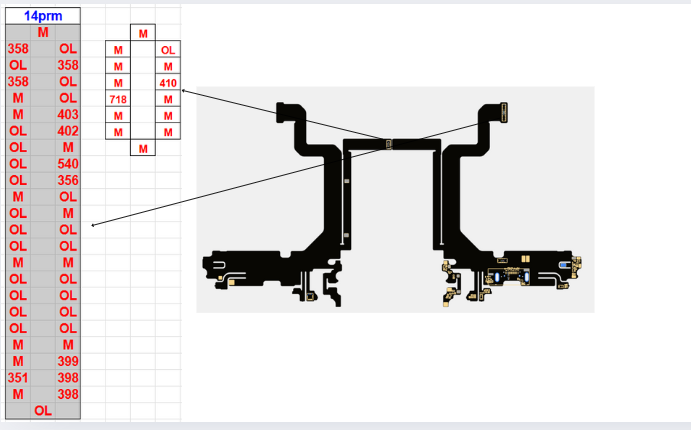 14prm
M
358 OL
OL 358
358 OL
M OL
M 403
OL 402
OL M
OL 540
OL 356
M OL
OL M
OL OL
OL OL
M M
OL OL
OL OL
OL OL
OL OL
M M
M 399
351 398
M 398
OL
M
M OL
M M
M 410
718 M
M M
M M
M